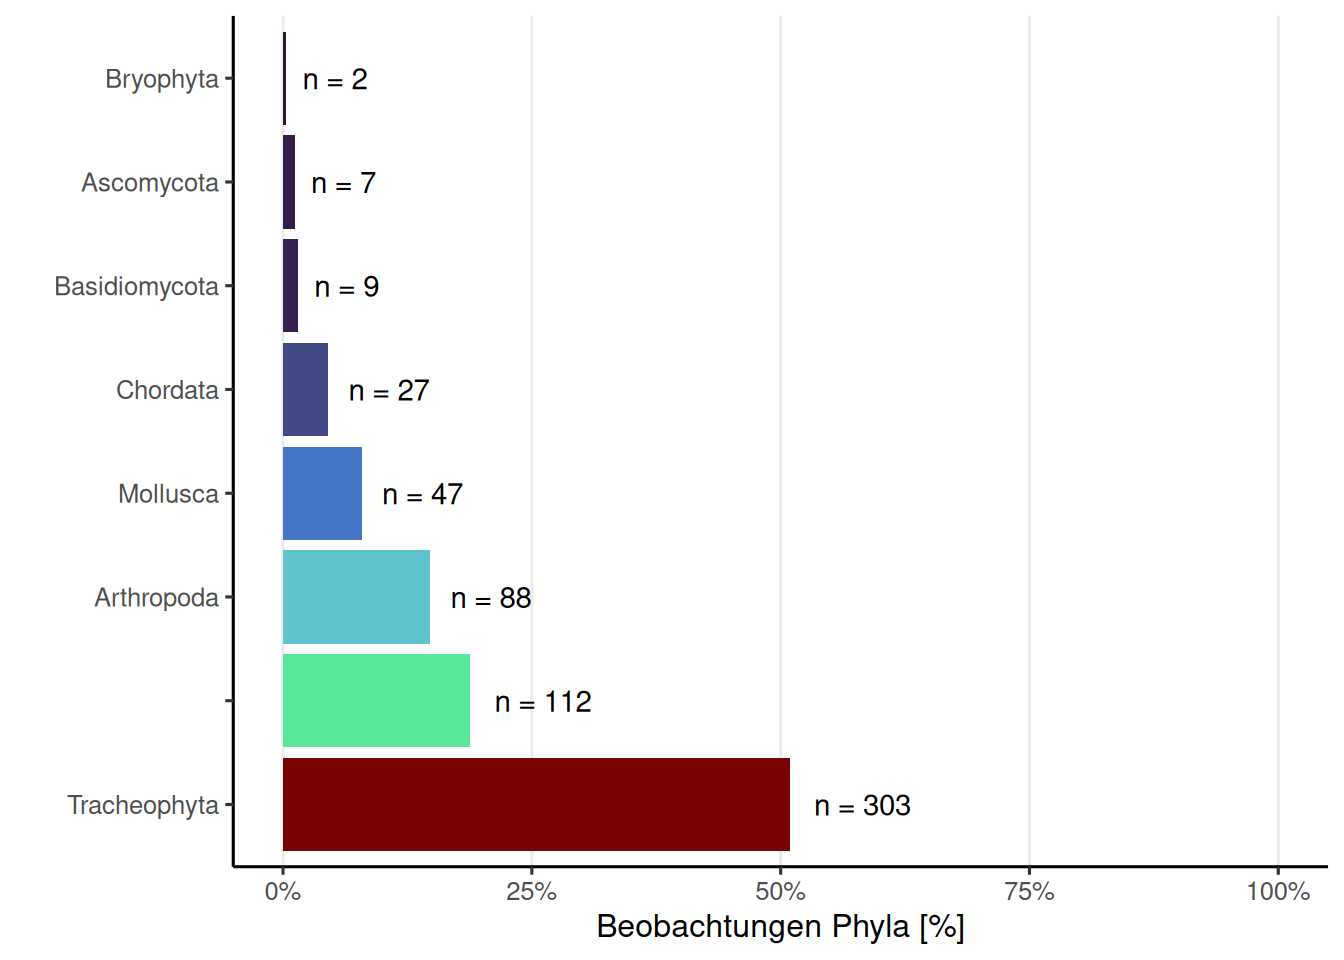 Bryophyta n = 2
Ascomycota n = 7
Basidiomycota n = 9
Chordata n = 27
Mollusca n = 47
Arthropoda n = 88
n = 112
Tracheophyta n = 303
0% 25% 50% 75% 100%
Beobachtungen Phyla [%]